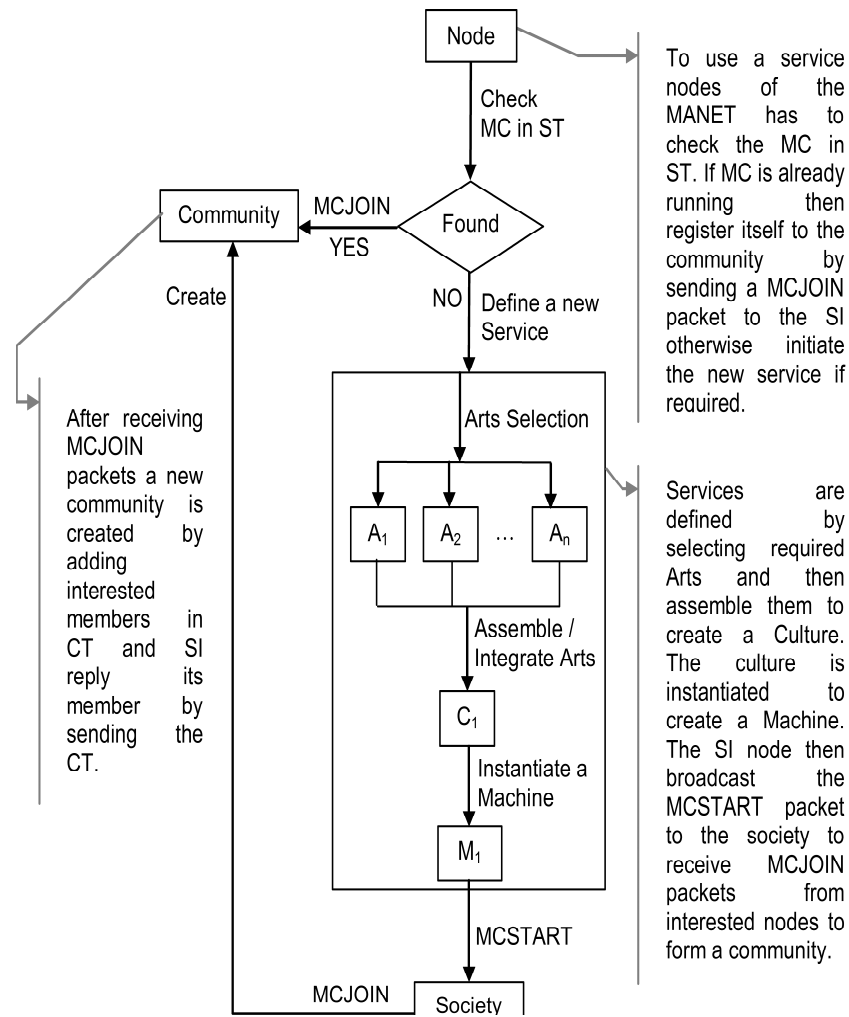 Node
Check
MC in ST
Found
MCJOIN
YES
Community
Create
NO
Define a new
Service
Arts Selection
A1
A2
...
An
Assemble /
Integrate Arts
C1
Instantiate a
Machine
M1
MCSTART
MCJOIN
Society
To use a service
nodes of the
MANET has to
check the MC in
ST. If MC is already
running then
register itself to the
community by
sending a MCJOIN
packet to the SI
otherwise initiate
the new service if
required.
After receiving
MCJOIN
packets a new
community is
created by
adding
interested
members in
CT and SI
reply its
member by
sending the
CT.
Services are
defined by
selecting required
Arts and then
assemble them to
create a Culture.
The culture is
instantiated to
create a Machine.
The SI node then
broadcast the
MCSTART packet
to the society to
receive MCJOIN
packets from
interested nodes to
form a community.